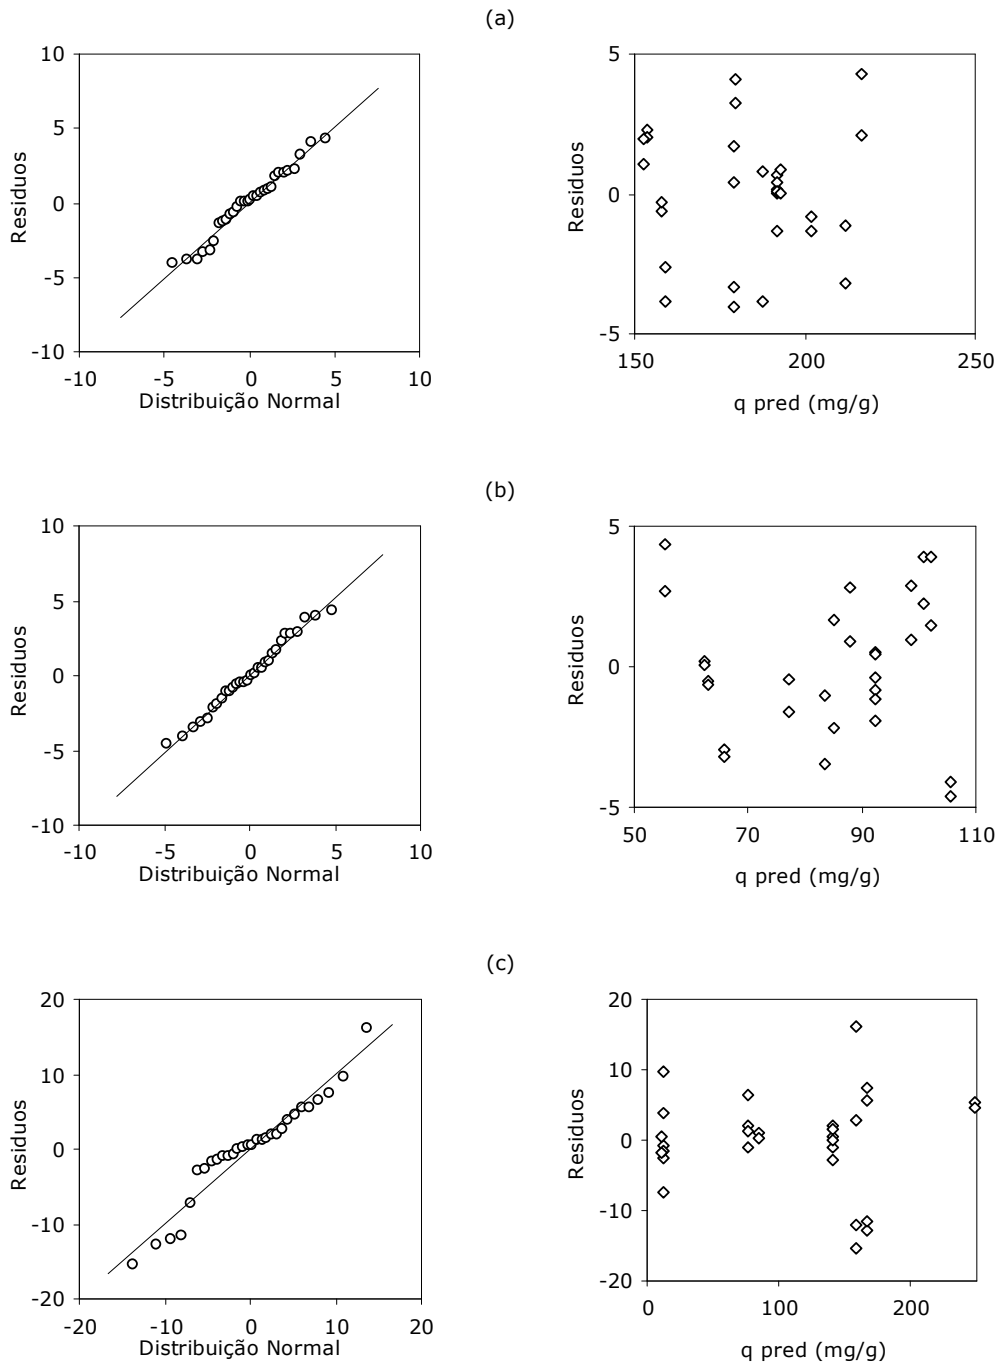 (a)
10
5
0
-5
-10
-10 -5 0 5 10
Residuos
Distribuição Normal
5
0
-5
150 200 250
Residuos
q pred (mg/g)
(b)
10
5
0
-5
-10
-10 -5 0 5 10
Residuos
Distribuição Normal
5
0
-5
50 70 90 110
Residuos
q pred (mg/g)
(c)
20
10
0
-10
-20
-20 -10 0 10 20
Residuos
Distribuição Normal
20
10
0
-10
-20
0 100 200
Residuos
q pred (mg/g)